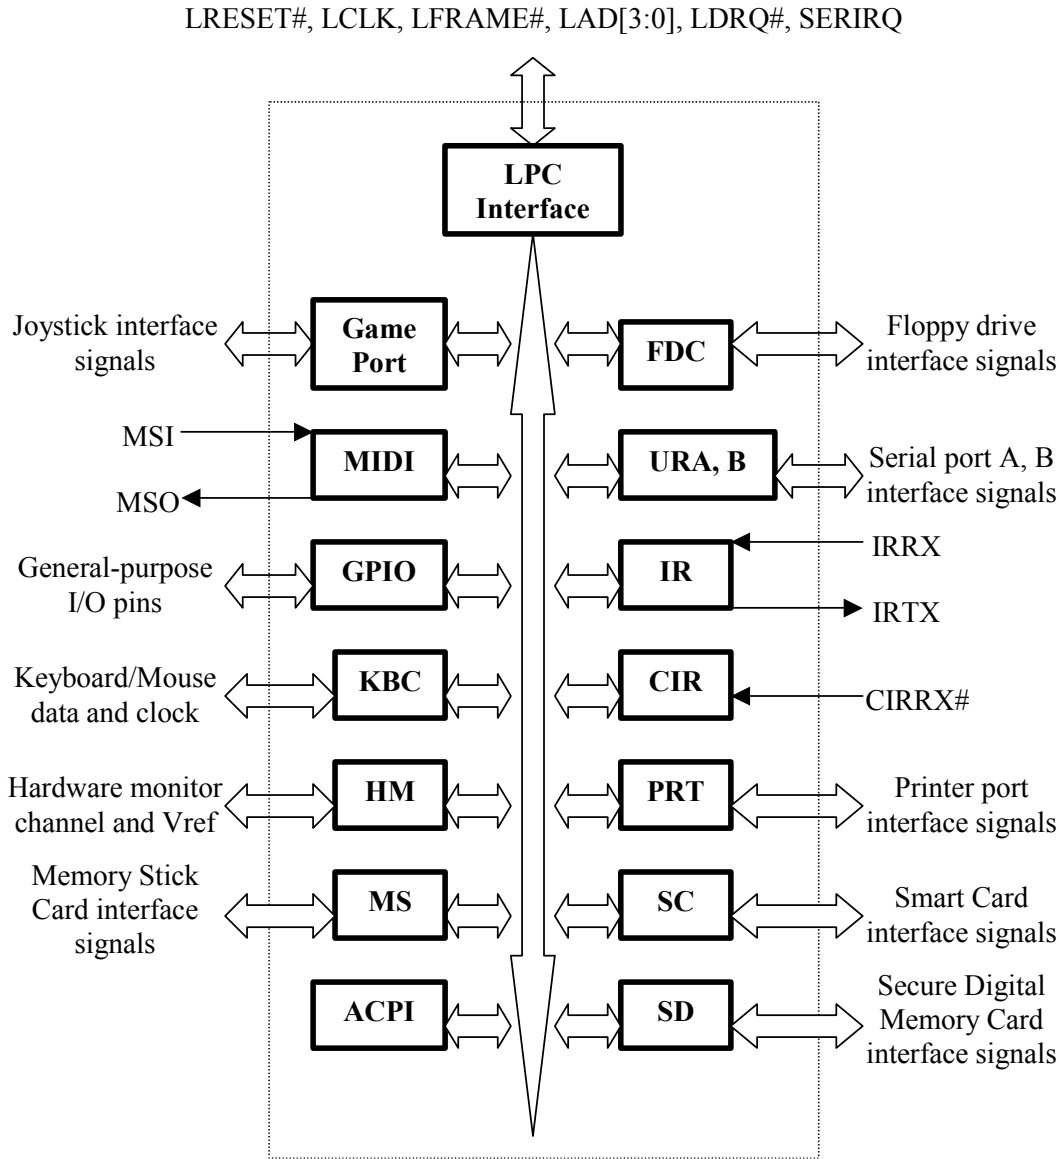 LRESET#, LCLK, LFRAME#, LAD[3:0], LDRQ#, SERIRQ
LPC
Interface
Joystick interface
signals
Game
Port
FDC
Floppy drive
interface signals
MSI
MSO
MIDI
URA, B
Serial port A, B
interface signals
General-purpose
I/O pins
GPIO
IR
IRRX
IRTX
Keyboard/Mouse
data and clock
KBC
CIR
CIRRX#
Hardware monitor
channel and Vref
HM
PRT
Printer port
interface signals
Memory Stick
Card interface
signals
MS
SC
Smart Card
interface signals
ACPI
SD
Secure Digital
Memory Card
interface signals